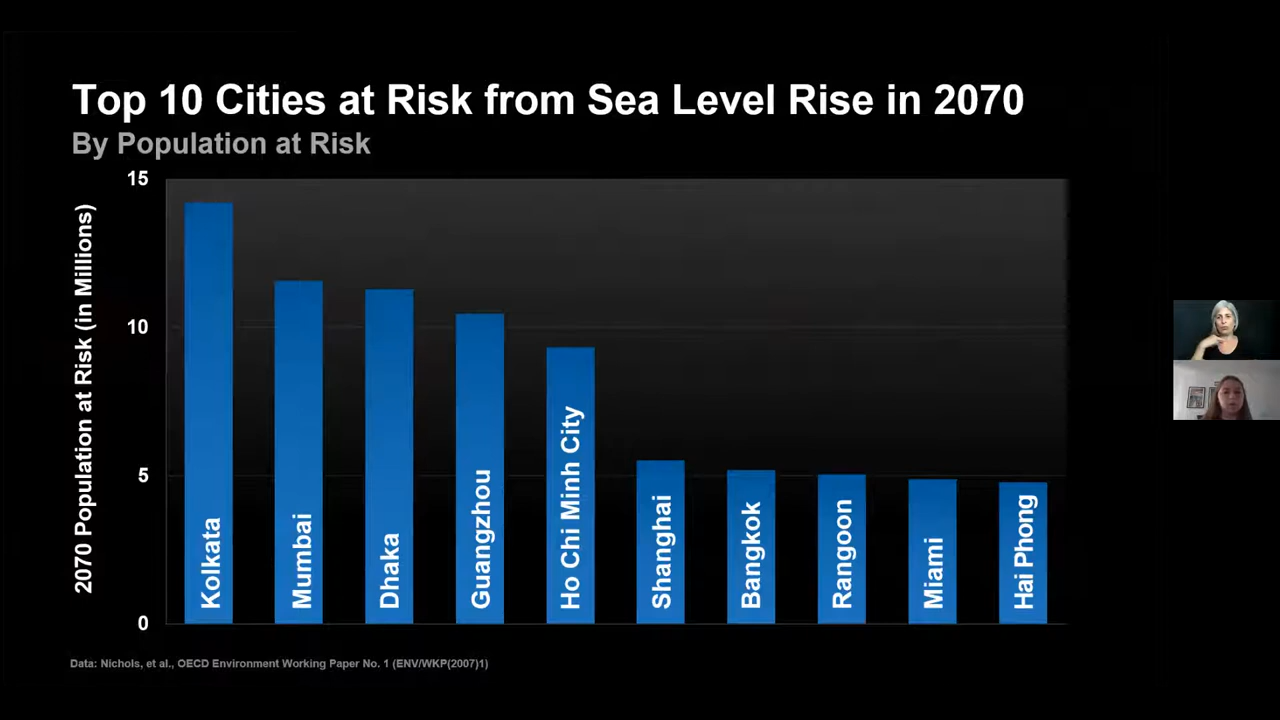 Top 10 Cities at Risk from Sea Level Rise in 2070
By Population at Risk
2070 Population at Risk (in Millions)
15
10
5
0
Kolkata
Mumbai
Dhaka
Guangzhou
Ho Chi Minh City
Shanghai
Bangkok
Rangoon
Miami
Hai Phong
Data: Nichols, et al., OECD Environment Working Paper No. 1 (ENV/WKP(2007)1)